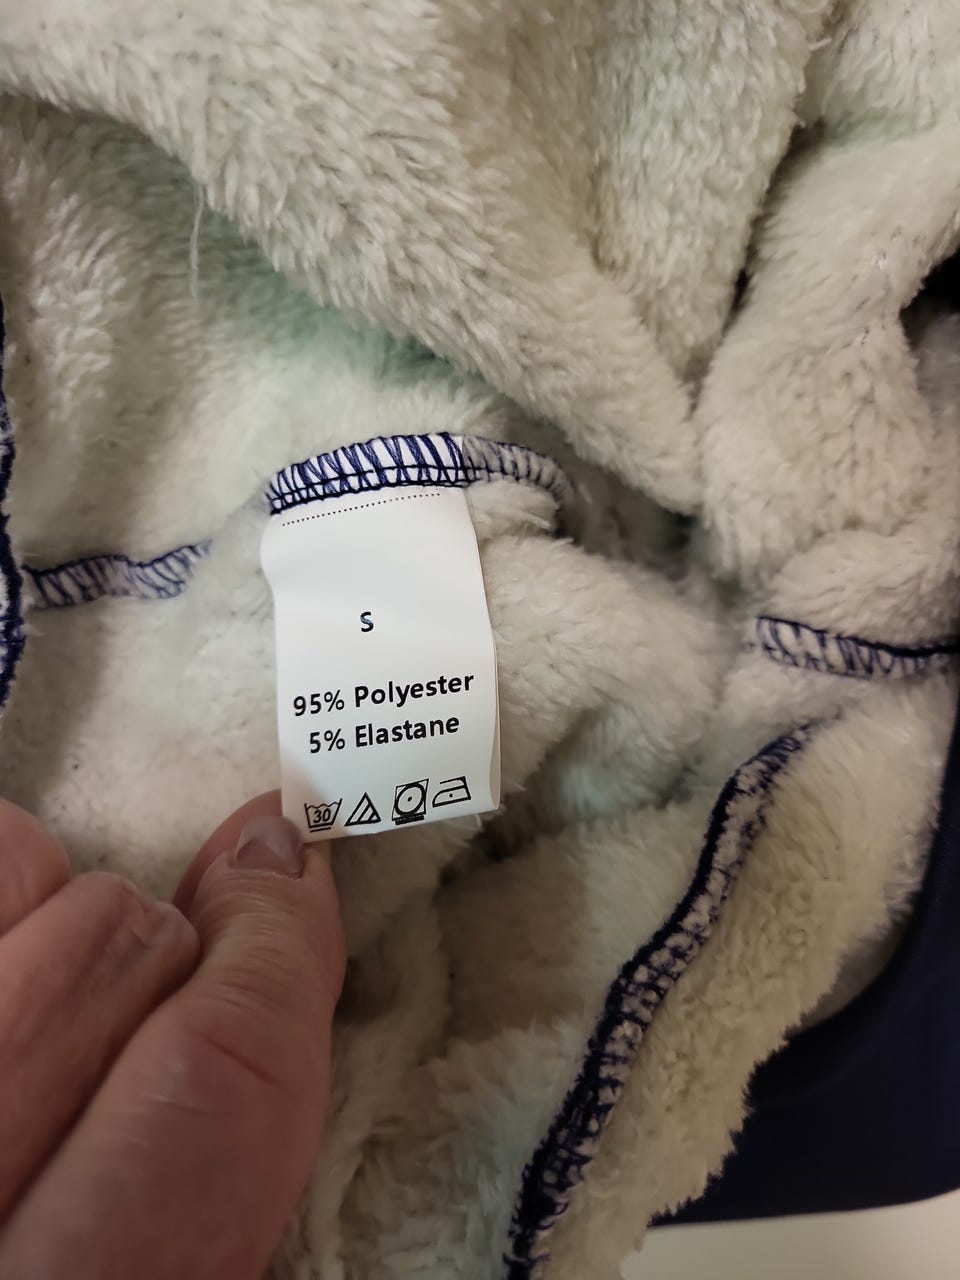 S
95% Polyester
5% Elastane
30